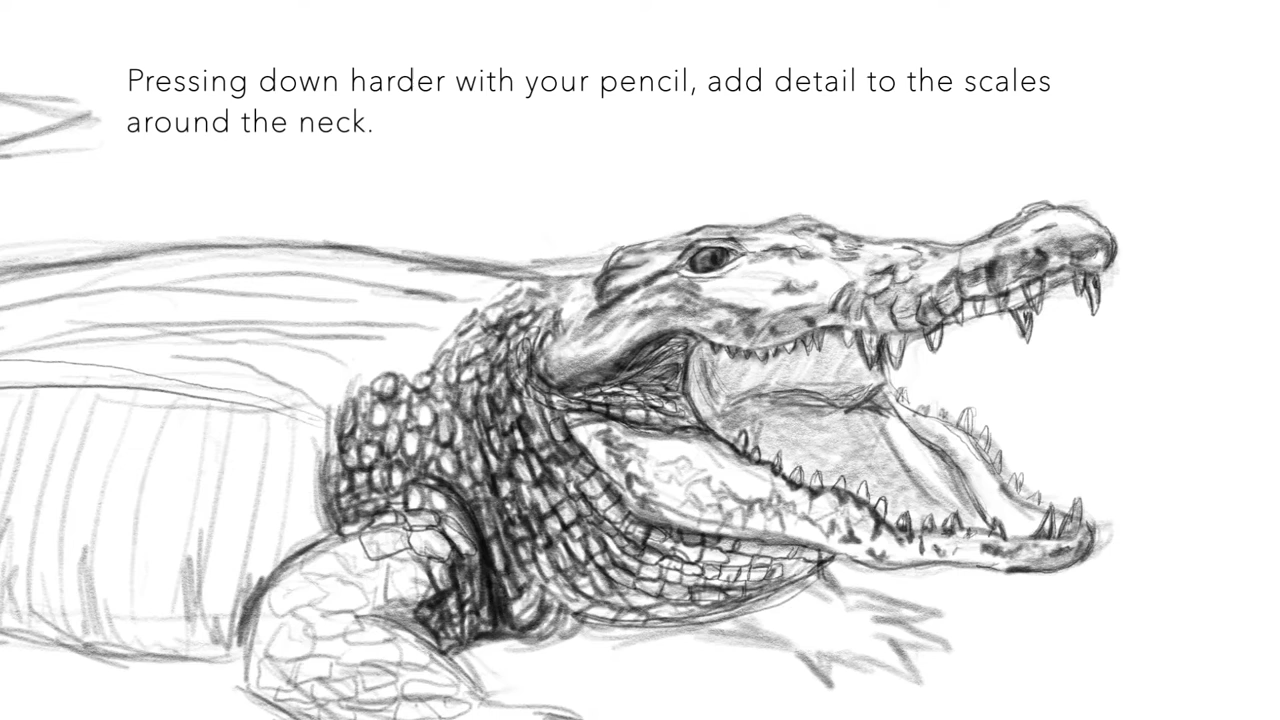 Pressing down harder with your pencil, add detail to the scales
around the neck.